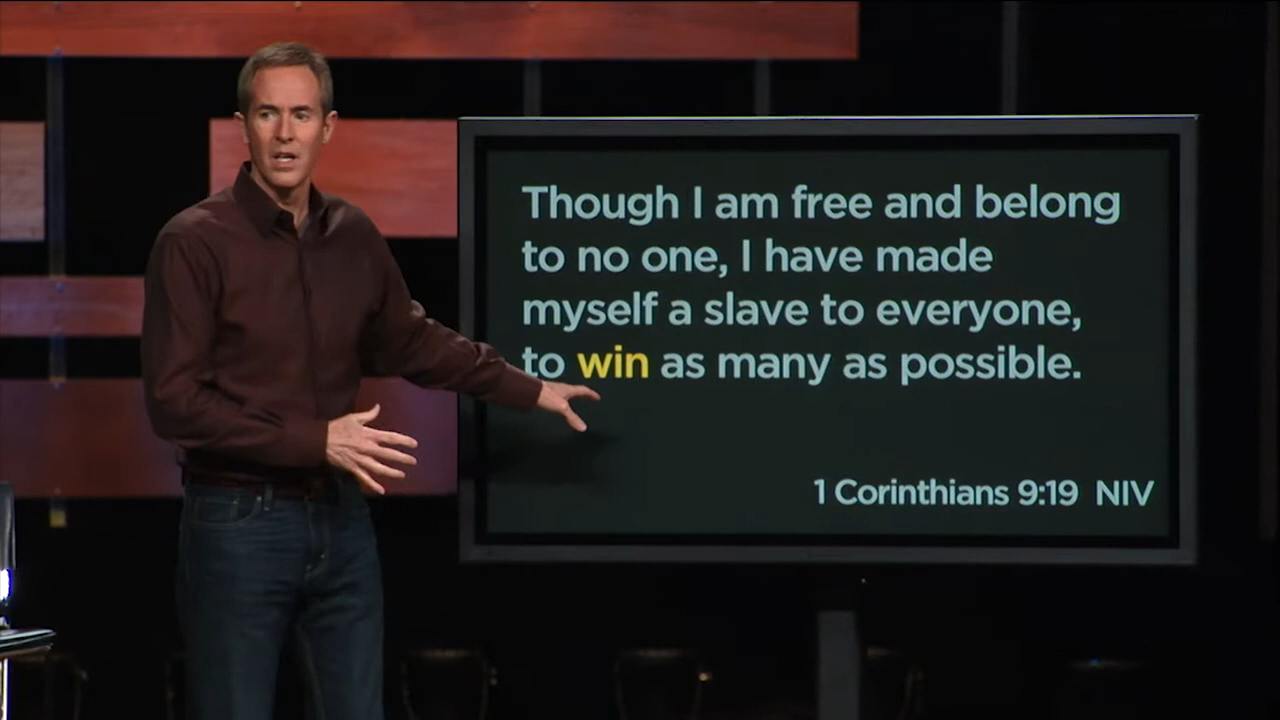 Though I am free and belong
to no one, I have made
myself a slave to everyone,
to win as many as possible.
1 Corinthians 9:19 NIV